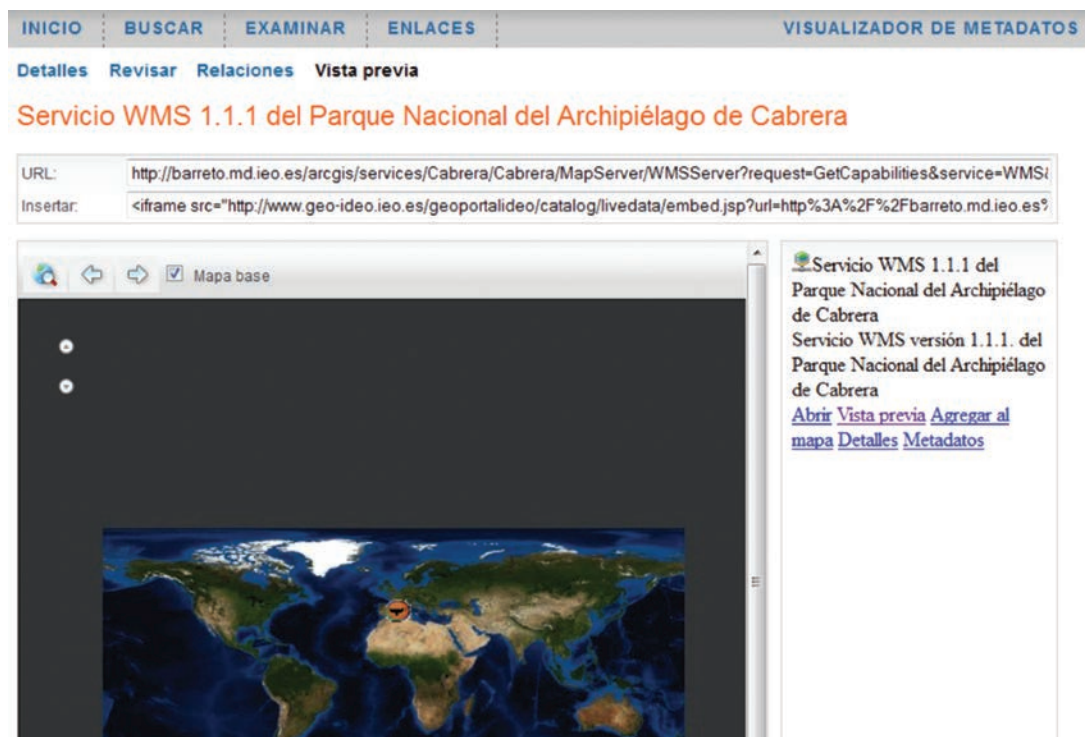 INICIO BUSCAR EXAMINAR ENLACES VISUALIZADOR DE METADATOS
Detalles Revisar Relaciones Vista previa
Servicio WMS 1.1.1 del Parque Nacional del Archipiélago de Cabrera
URL: http://barreto.md.ieo.es/arcgis/services/Cabrera/Cabrera/MapServer/WMSServer?request=GetCapabilities&service=WMS&
Insertar: <iframe src="http://www.geo-ideo.ieo.es/geoportalideo/catalog/livedata/embed.jsp?url=http%3A%2F%2Fbarreto.md.ieo.es%
Mapa base
Servicio WMS 1.1.1 del
Parque Nacional del Archipiélago
de Cabrera
Servicio WMS versión 1.1.1. del
Parque Nacional del Archipiélago
de Cabrera
Abrir Vista previa Agregar al
mapa Detalles Metadatos